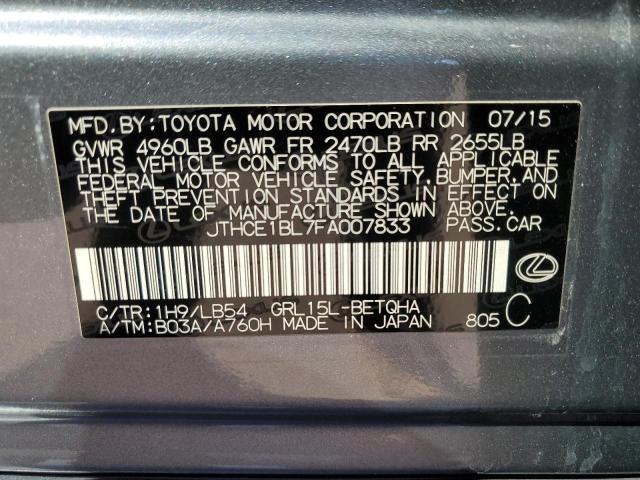 MFD.BY:TOYOTA MOTOR CORPORATION 07/15
GVWR 4960LB GAWR FR 2470LB RR 2655LB
THIS VEHICLE CONFORMS TO ALL APPLICABLE
FEDERAL MOTOR VEHICLE SAFETY,BUMPER,AND
THEFT PREVENTION STANDARDS IN EFFECT ON
THE DATE OF MANUFACTURE SHOWN ABOVE.
JTHCE1BL7FA007833 PASS.CAR
C/TR:1H9/LB54 GRL15L-BETQHA
A/TM:B03A/A760H MADE IN JAPAN 805 C